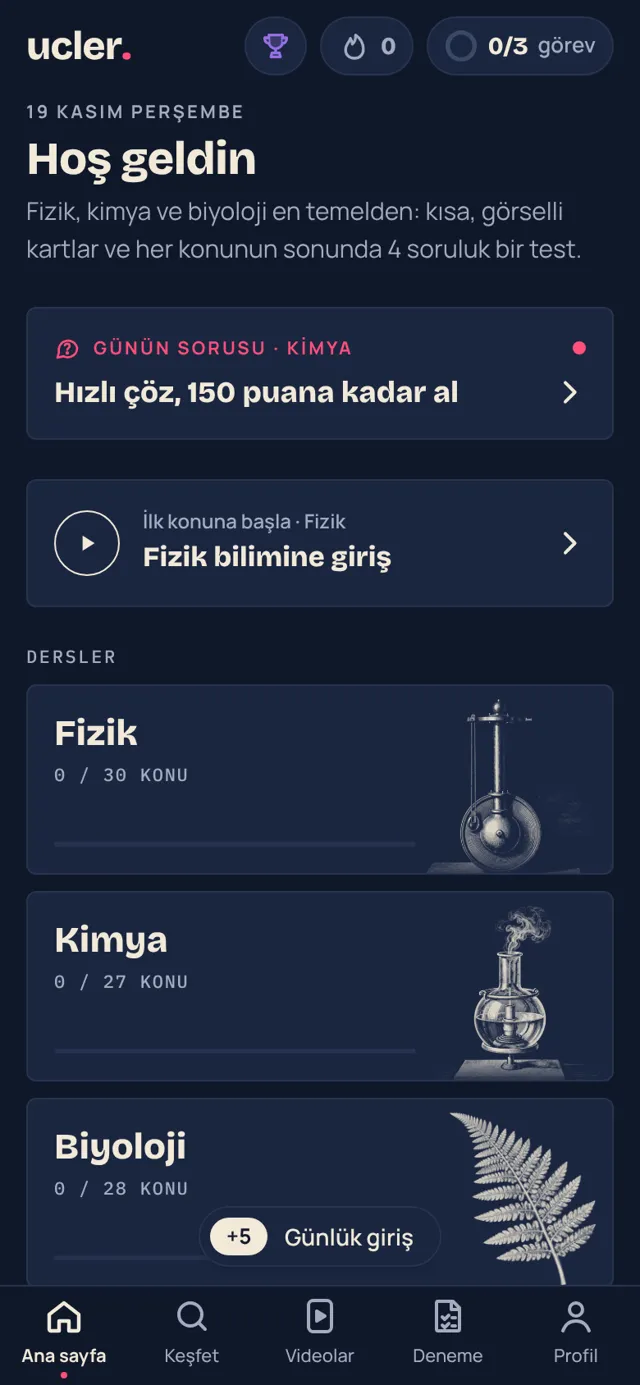 ucler.
0
0/3 görev
19 KASIM PERŞEMBE
Hoş geldin
Fizik, kimya ve biyoloji en temelden: kısa, görselli
kartlar ve her konunun sonunda 4 soruluk bir test.
GÜNÜN SORUSU · KİMYA
Hızlı çöz, 150 puana kadar al
İlk konuna başla · Fizik
Fizik bilimine giriş
DERSLER
Fizik
0 / 30 KONU
Kimya
0 / 27 KONU
Biyoloji
0 / 28 KONU
+5 Günlük giriş
Ana sayfa
Keşfet
Videolar
Deneme
Profil